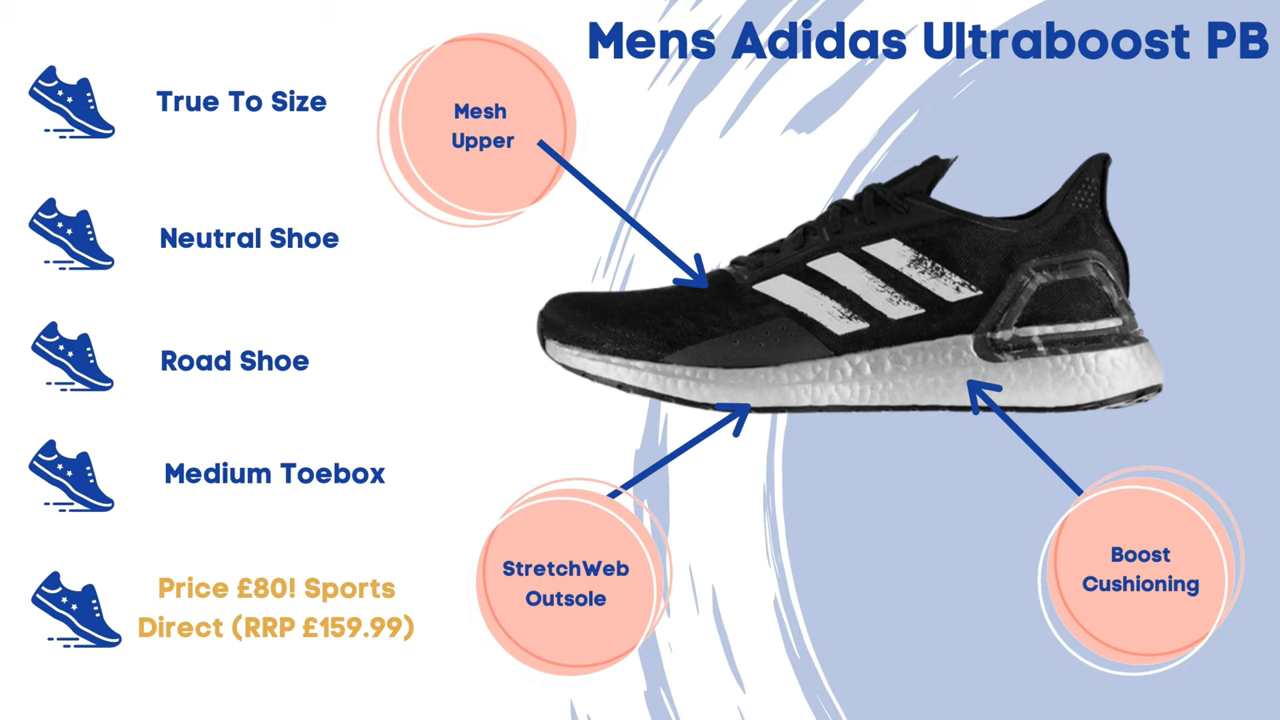 Mens Adidas Ultraboost PB
True To Size
Neutral Shoe
Road Shoe
Medium Toebox
Price £80! Sports
Direct (RRP £159.99)
Mesh
Upper
StretchWeb
Outsole
Boost
Cushioning